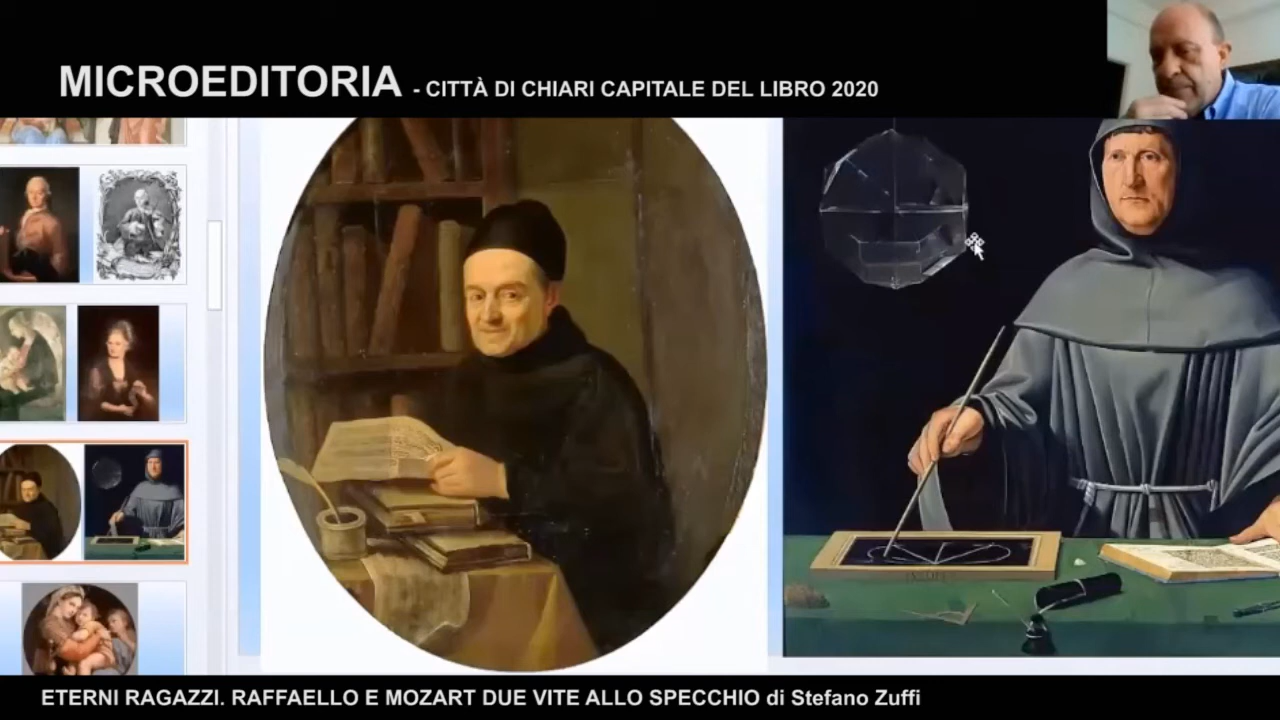 MICROEDITORIA - CITTÀ DI CHIARI CAPITALE DEL LIBRO 2020
ETERNI RAGAZZI. RAFFAELLO E MOZART DUE VITE ALLO SPECCHIO di Stefano Zuffi